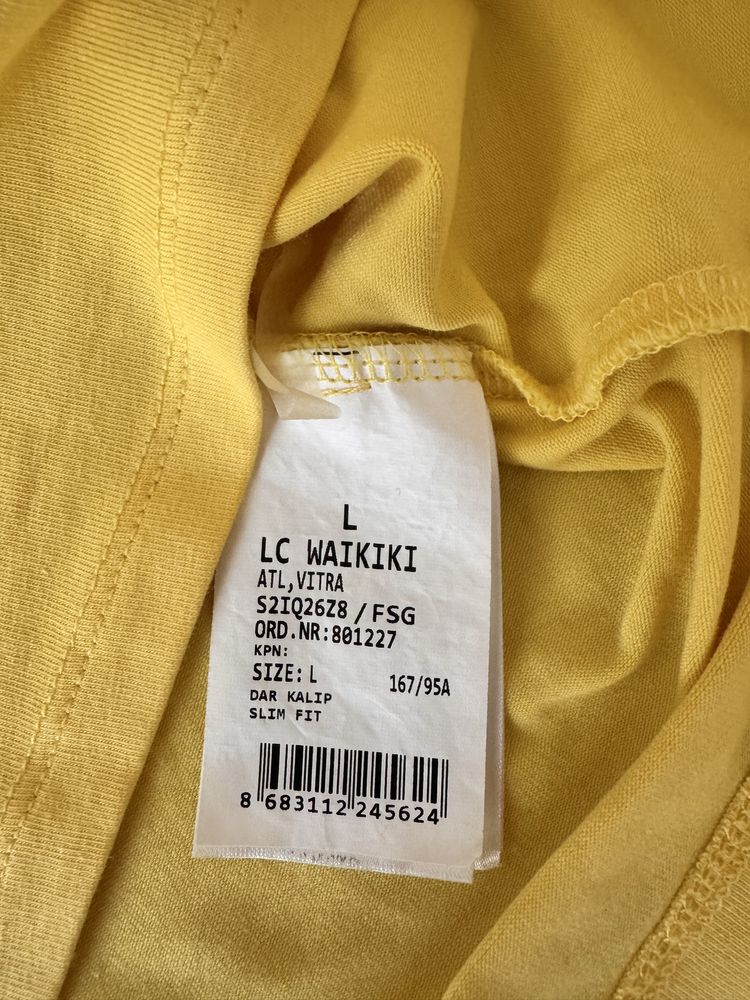 L
LC WAIKIKI
ATL,VITRA
S2IQ26Z8 / FSG
ORD.NR:801227
KPN:
SIZE: L 167/95A
DAR KALIP
SLIM FIT
8 683112 245624